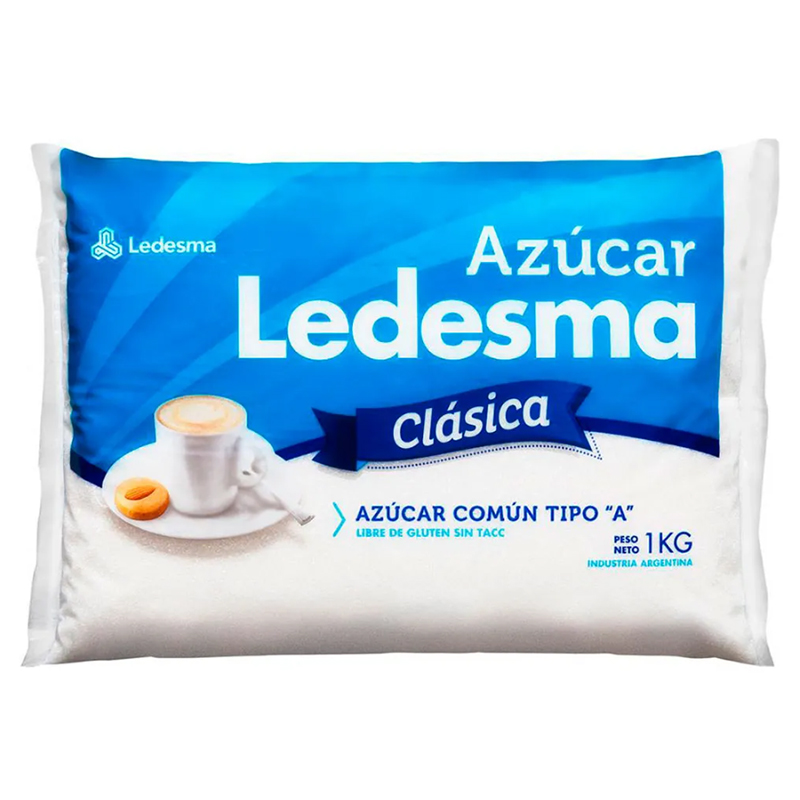 Ledesma
Azúcar
Ledesma
Clásica
AZÚCAR COMÚN TIPO "A"
LIBRE DE GLUTEN SIN TACC
PESO
NETO 1KG
INDUSTRIA ARGENTINA